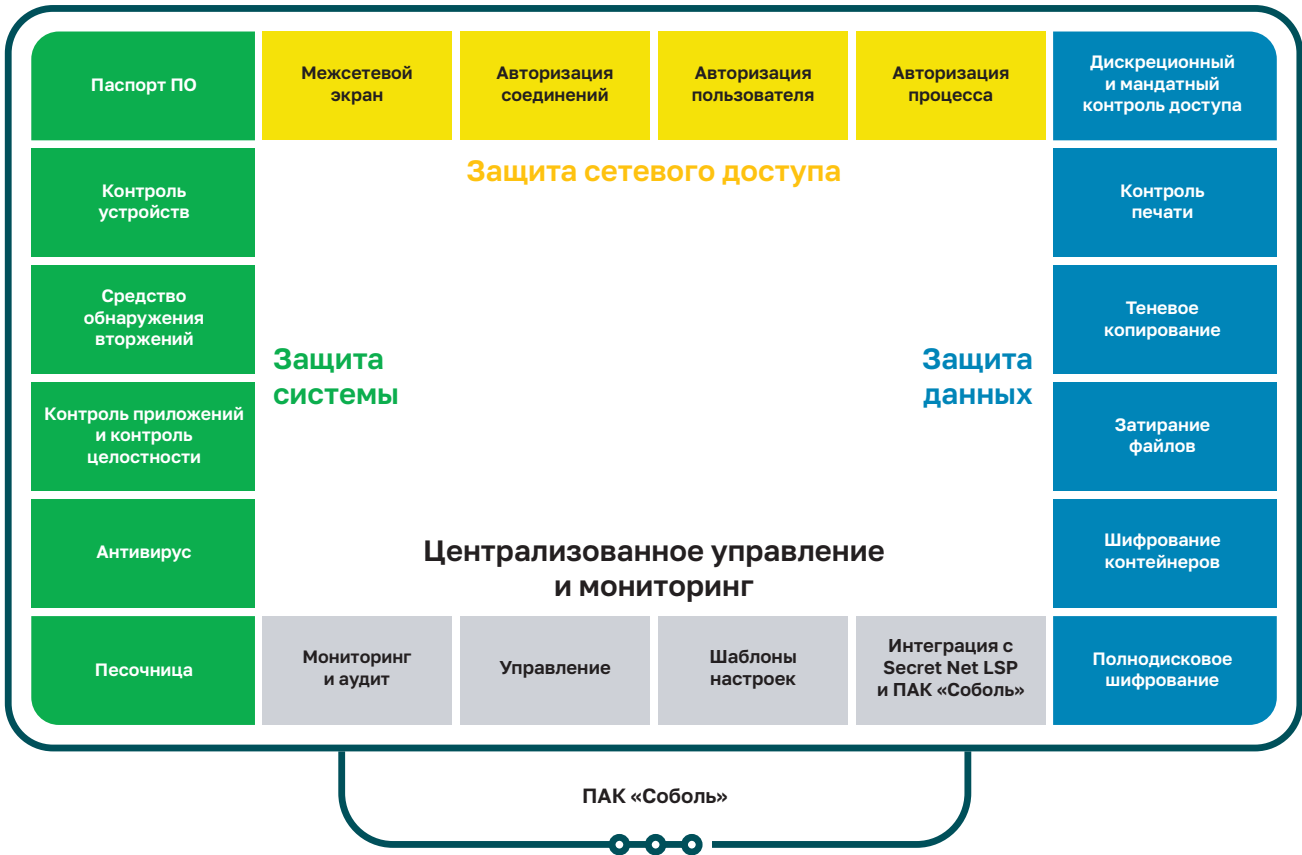 Паспорт ПО
Межсетевой
экран
Авторизация
соединений
Авторизация
пользователя
Авторизация
процесса
Дискреционный
и мандатный
контроль доступа
Защита сетевого доступа
Контроль
устройств
Контроль
печати
Средство
обнаружения
вторжений
Теневое
копирование
Защита
системы
Защита
данных
Контроль приложений
и контроль
целостности
Затирание
файлов
Антивирус
Централизованное управление
и мониторинг
Шифрование
контейнеров
Песочница
Мониторинг
и аудит
Управление
Шаблоны
настроек
Интеграция с
Secret Net LSP
и ПАК «Соболь»
Полнодисковое
шифрование
ПАК «Соболь»